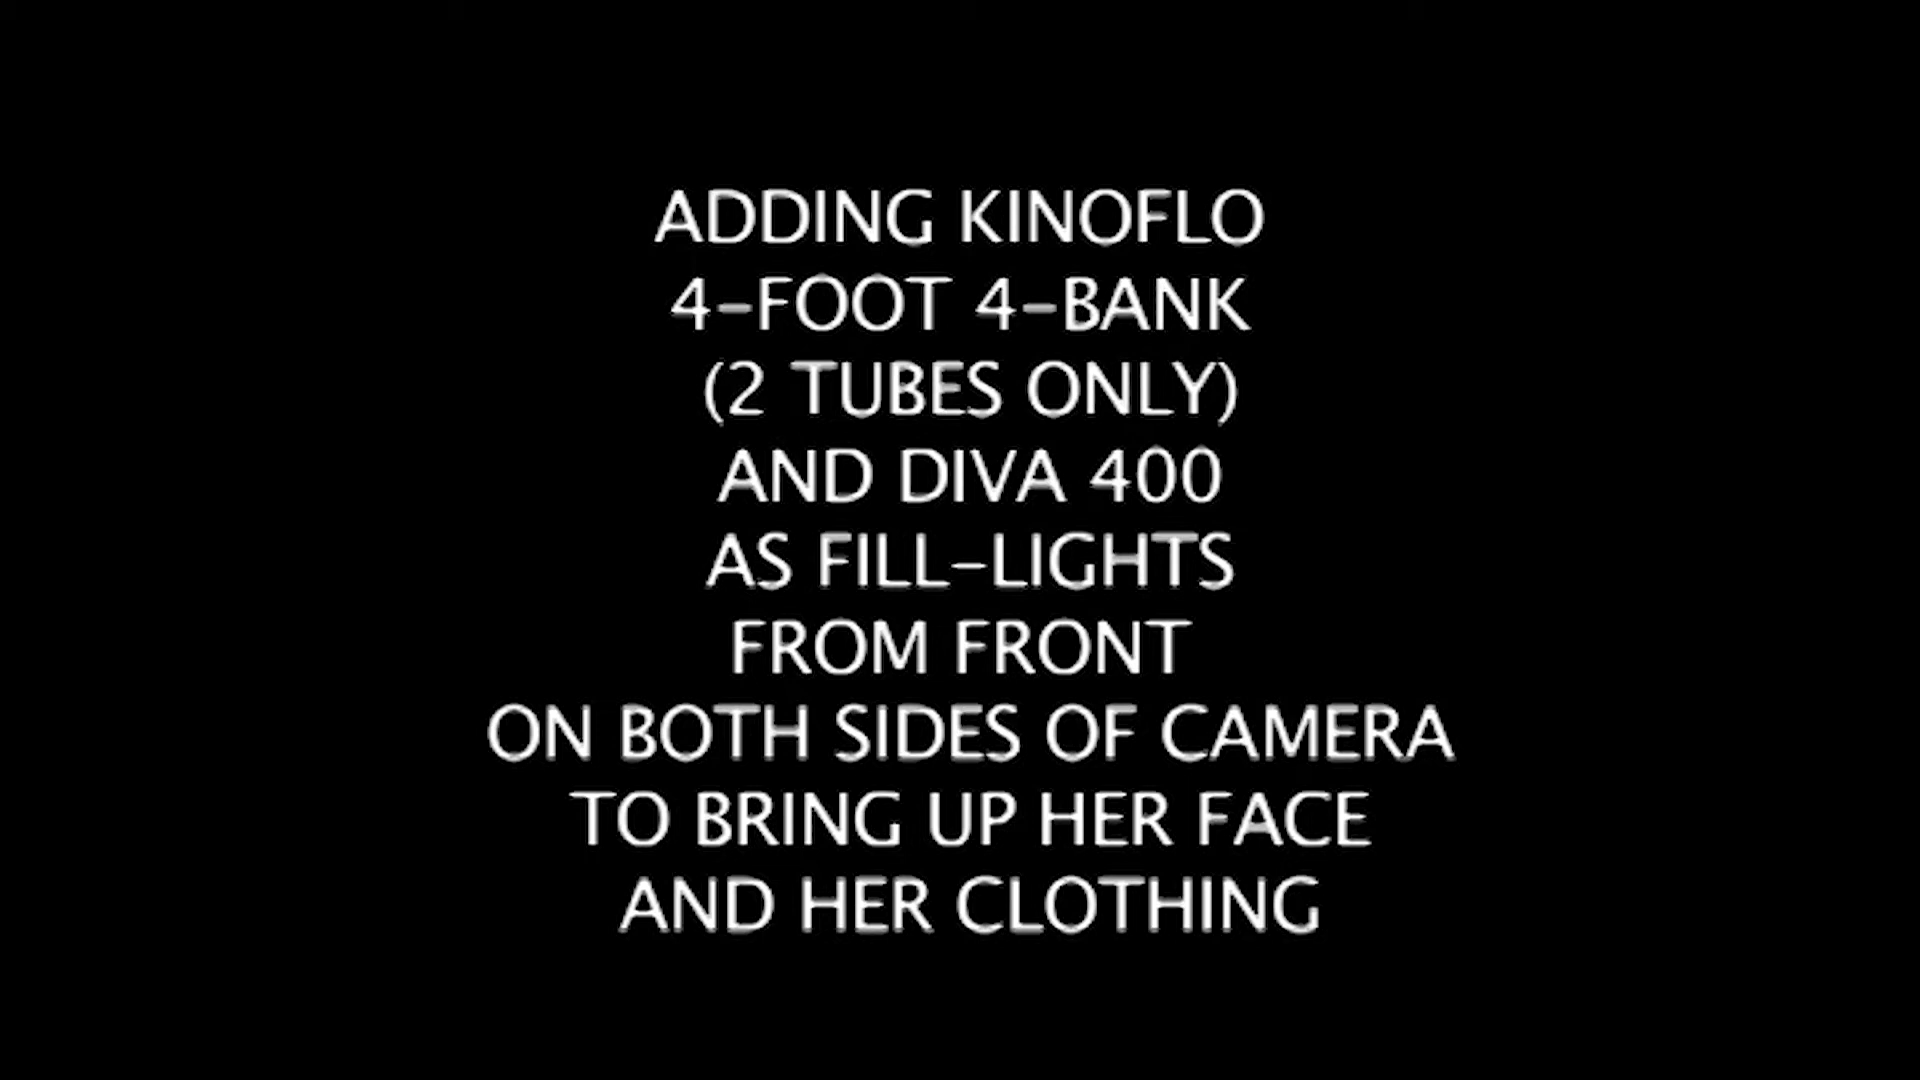 ADDING KINOFLO
4-FOOT 4-BANK
(2 TUBES ONLY)
AND DIVA 400
AS FILL-LIGHTS
FROM FRONT
ON BOTH SIDES OF CAMERA
TO BRING UP HER FACE
AND HER CLOTHING